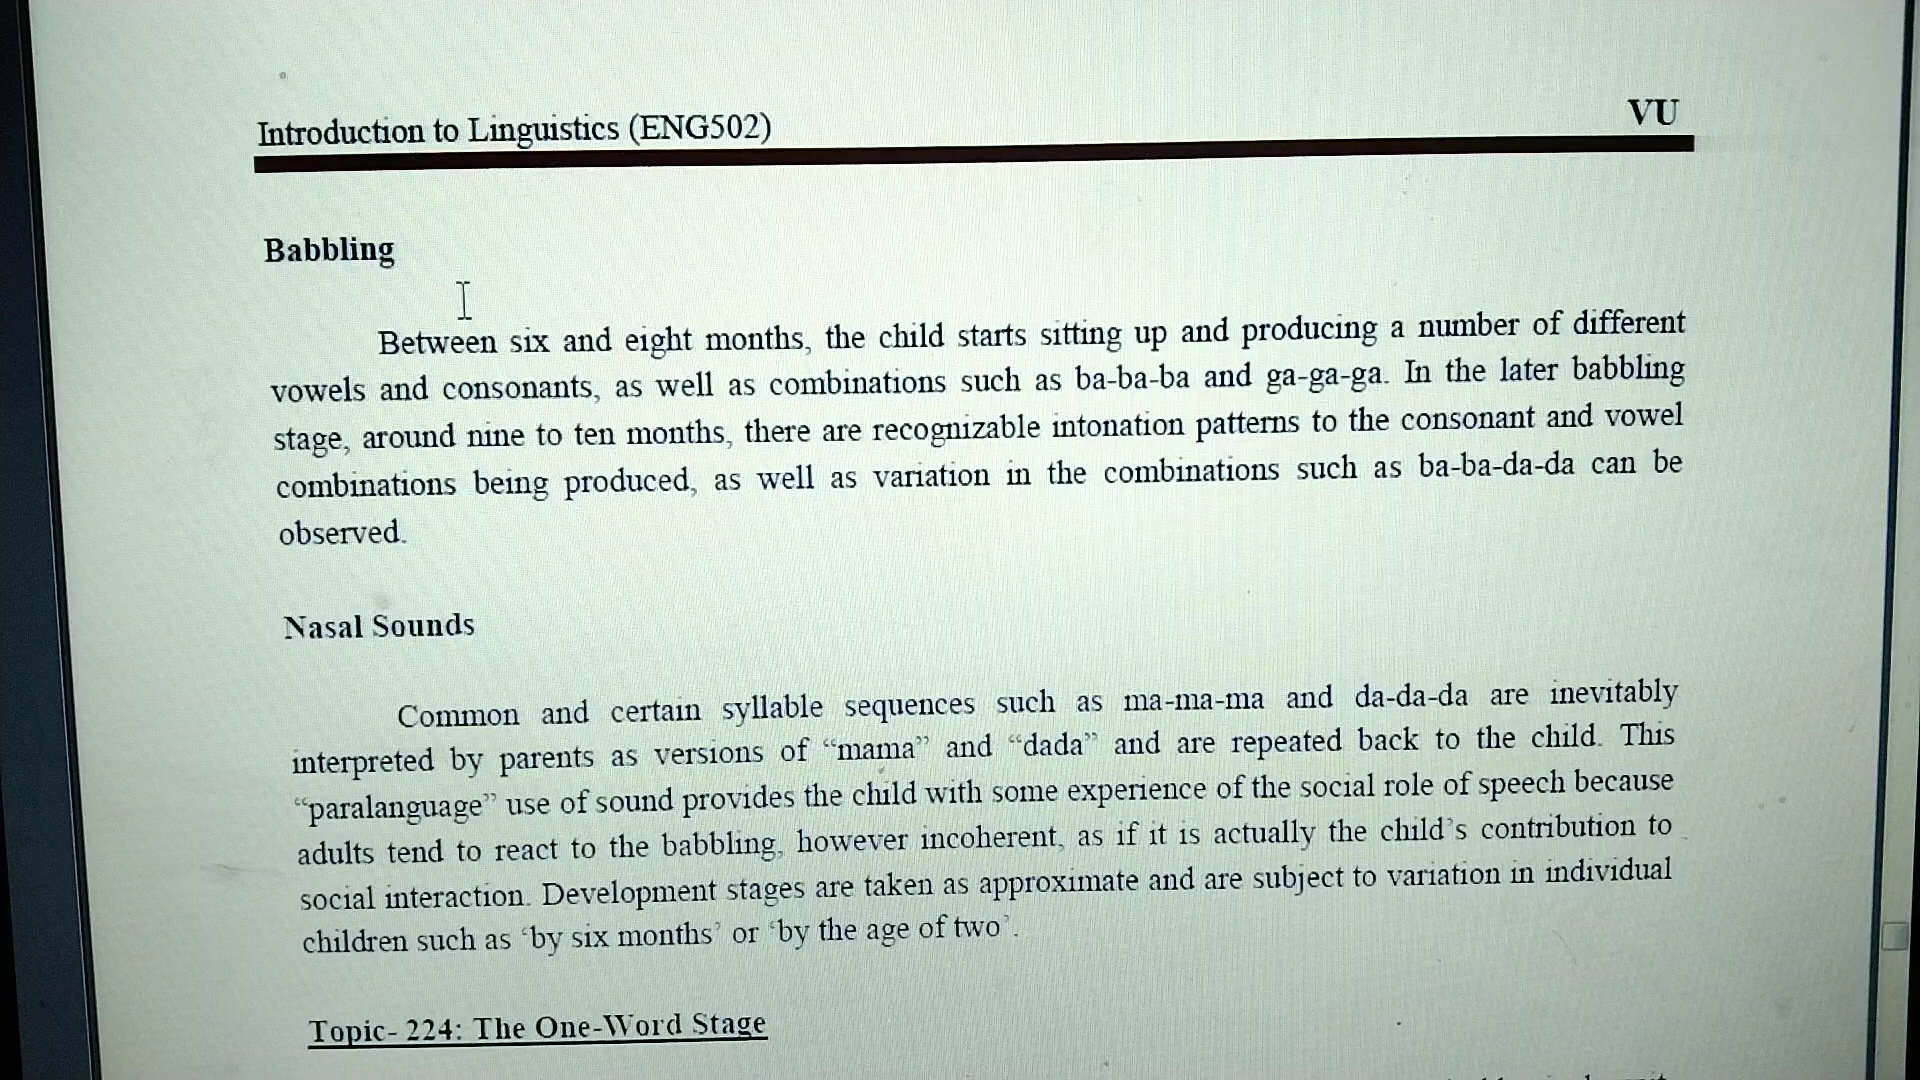 Introduction to Linguistics (ENG502)
VU
Babbling
Between six and eight months, the child starts sitting up and producing a number of different
vowels and consonants, as well as combinations such as ba-ba-ba and ga-ga-ga. In the later babbling
stage, around nine to ten months, there are recognizable intonation patterns to the consonant and vowel
combinations being produced, as well as variation in the combinations such as ba-ba-da-da can be
observed.
Nasal Sounds
Common and certain syllable sequences such as ma-ma-ma and da-da-da are inevitably
interpreted by parents as versions of “mama” and “dada” and are repeated back to the child. This
“paralanguage” use of sound provides the child with some experience of the social role of speech because
adults tend to react to the babbling, however incoherent, as if it is actually the child’s contribution to
social interaction. Development stages are taken as approximate and are subject to variation in individual
children such as ‘by six months’ or ‘by the age of two’.
Topic- 224: The One-Word Stage